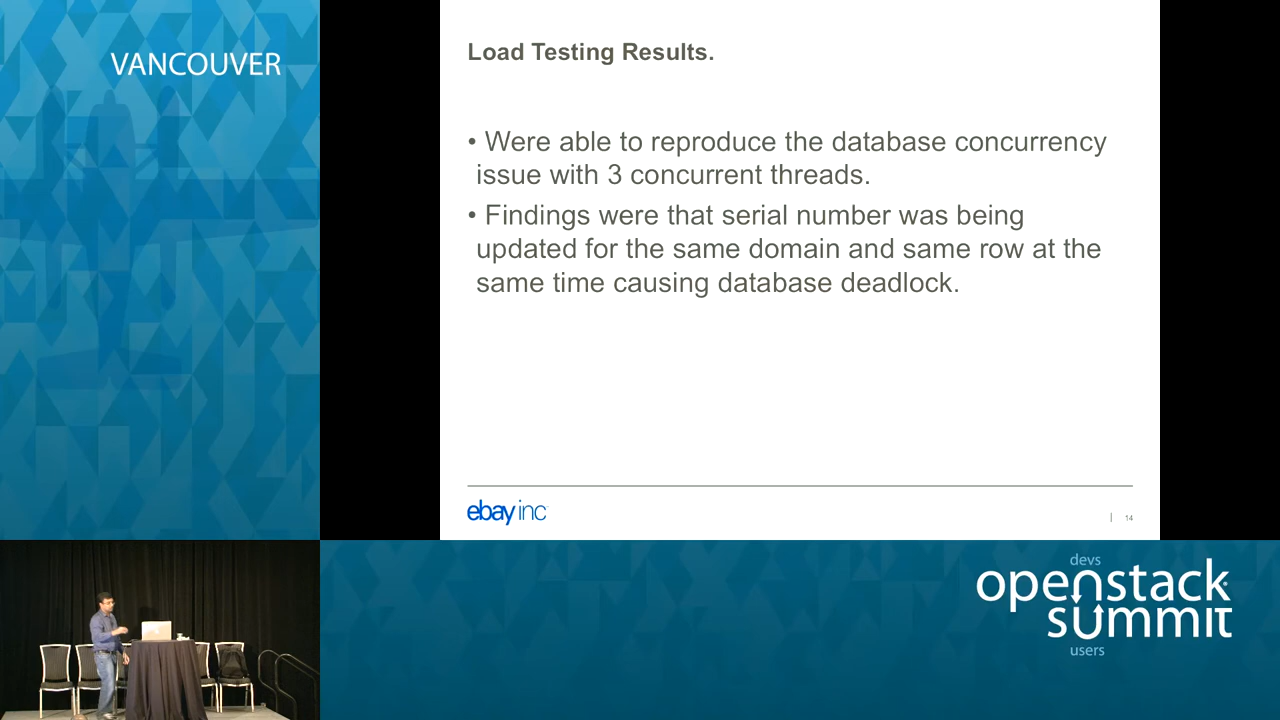 VANCOUVER
Load Testing Results.
• Were able to reproduce the database concurrency
issue with 3 concurrent threads.
• Findings were that serial number was being
updated for the same domain and same row at the
same time causing database deadlock.
ebay inc
| 14
devs
openstack
summit
users